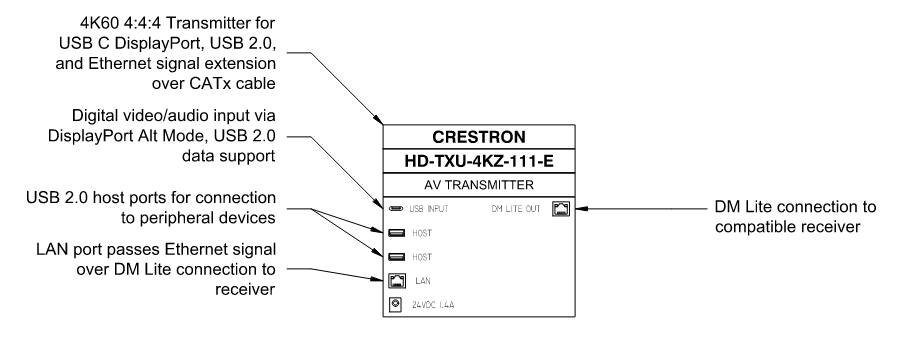 4K60 4:4:4 Transmitter for
USB C DisplayPort, USB 2.0,
and Ethernet signal extension
over CATx cable
Digital video/audio input via
DisplayPort Alt Mode, USB 2.0
data support
USB 2.0 host ports for connection
to peripheral devices
LAN port passes Ethernet signal
over DM Lite connection to
receiver
CRESTRON
HD-TXU-4KZ-111-E
AV TRANSMITTER
USB INPUT
DM LITE OUT
HOST
HOST
LAN
24VDC 1.4A
DM Lite connection to
compatible receiver